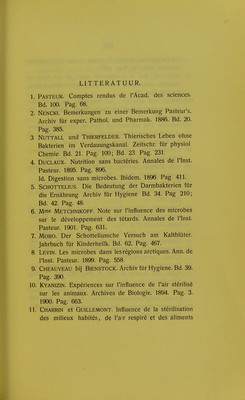 LITTERATUUR.
1. PASTEUR. Comptes rendus de l'Acad. des sciences.
Bd. 100. Pag. 68.
2. NENCKI. Bemerkungen zu einer Bemerkung Pasteur's.
Archiv für exper. Pathol. und Pharmak. 1886. Bd. 20.
Pag. 385.
3 NUTTALL und THIERFELDER. Thierisches Leben ohne
Bakterien im Verdauungskanal. Zeitschr. für physiol
Chemie Bd. 21. Pag. 100; Bd. 23 Pag. 231
4. DUCLAUX. Nutrition sans bactéries. Annales de l'Inst.
Pasteur. 1895. Pag. 896.
Id. Digestion sans microbes. Ibidem. 1896 Pag. 411.
5. SCHOTTELIUS. Die Bedeutung der Darmbakterien für
die Ernährung Archiv für Hygiene Bd. 34. Pag 210;
Bd. 42. Pag. 48.
6. Mme METCHNIKOFF. Note sur l'influence des microbes
sur le développement des têtards. Annales de l'Inst.
Pasteur. 1901. Pag. 631.
7. MORO. Der Schotteliussche Versuch am Kaltblüter.
Jahrbuch für Kinderheilk. Bd. 62. Pag. 467.
8. LEVIN. Les microbes dans les régions arctiques. Ann. de
l'Inst. Pasteur. 1899. Pag. 558.
9. CHEAUVEAU bij BIENSTOCK. Archiv für Hygiene. Bd. 39.
Pag. 390.
10. KYANIZIN. Expériences sur l'influence de l'air stérilisé
sur les animaux. Archives de Biologie. 1894. Pag. 3.
1900. Pag. 663.
11. CHARRIN et GUILLEMONT. Influence de la stérilisation
des milieux habités, de l'air respiré et des aliments